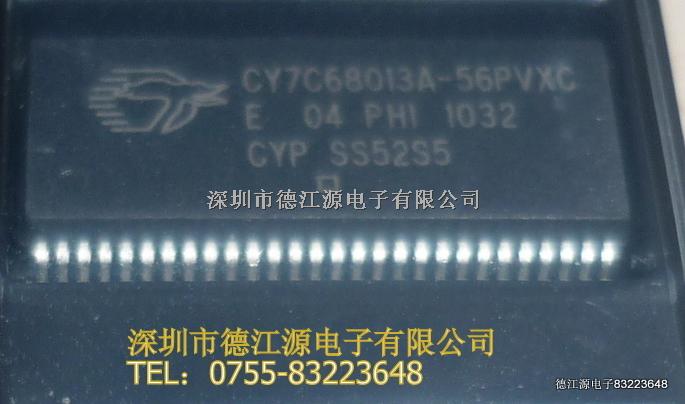 CY7C68013A-56PVXC
E 04 PHI 1032
CYP SS52S5
深圳市德江源电子有限公司
深圳市德江源电子有限公司
TEL：0755-83223648
德江源电子83223648